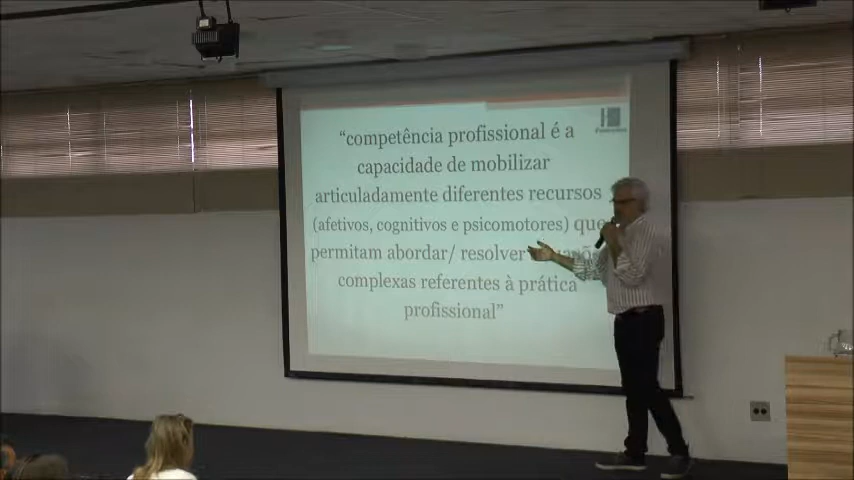 "competência profissional é a
capacidade de mobilizar
articuladamente diferentes recursos
(afetivos, cognitivos e psicomotores) que
permitam abordar/ resolver
complexas referentes à prática
profissional"